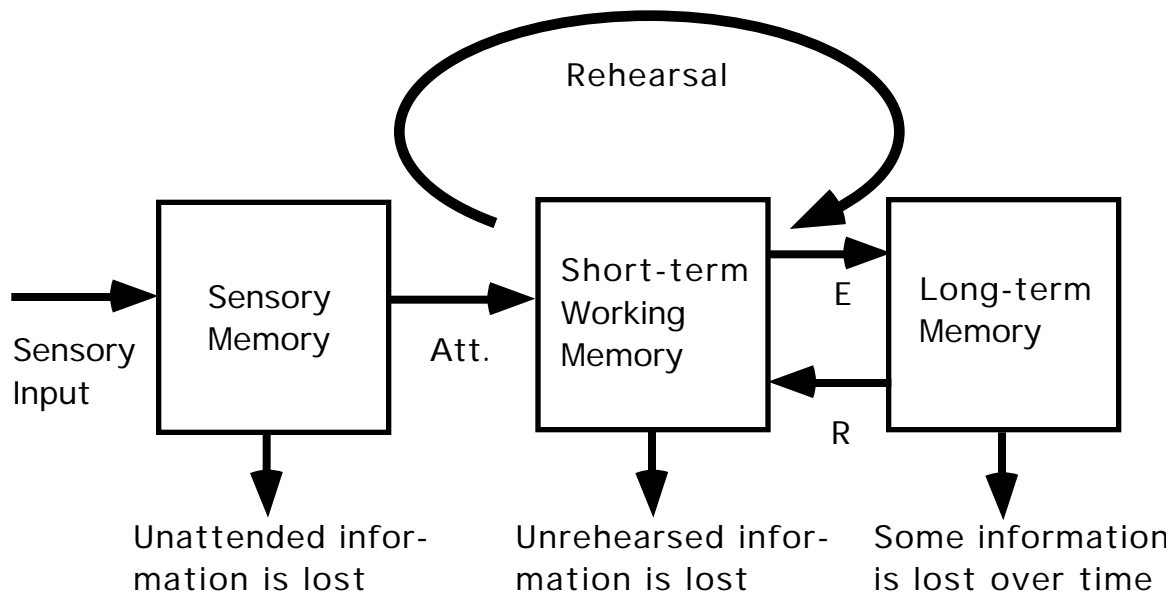 Rehearsal
Sensory
Input
Sensory
Memory
Att.
Short-term
Working
Memory
E
R
Long-term
Memory
Unattended infor-
mation is lost
Unrehearsed infor-
mation is lost
Some information
is lost over time